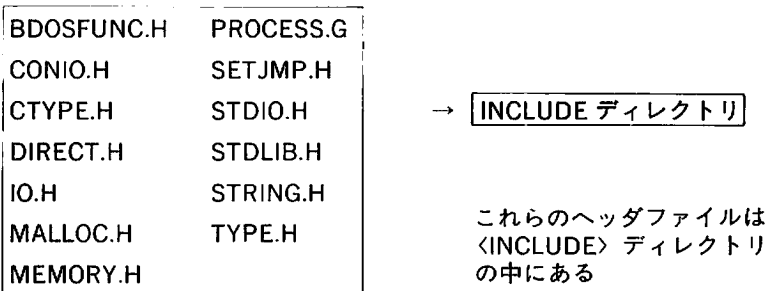 BDOSFUNC.H PROCESS.G
CONIO.H SETJMP.H
CTYPE.H STDIO.H → INCLUDE ディレクトリ
DIRECT.H STDLIB.H
IO.H STRING.H
MALLOC.H TYPE.H
MEMORY.H
これらのヘッダファイルは
〈INCLUDE〉ディレクトリ
の中にある